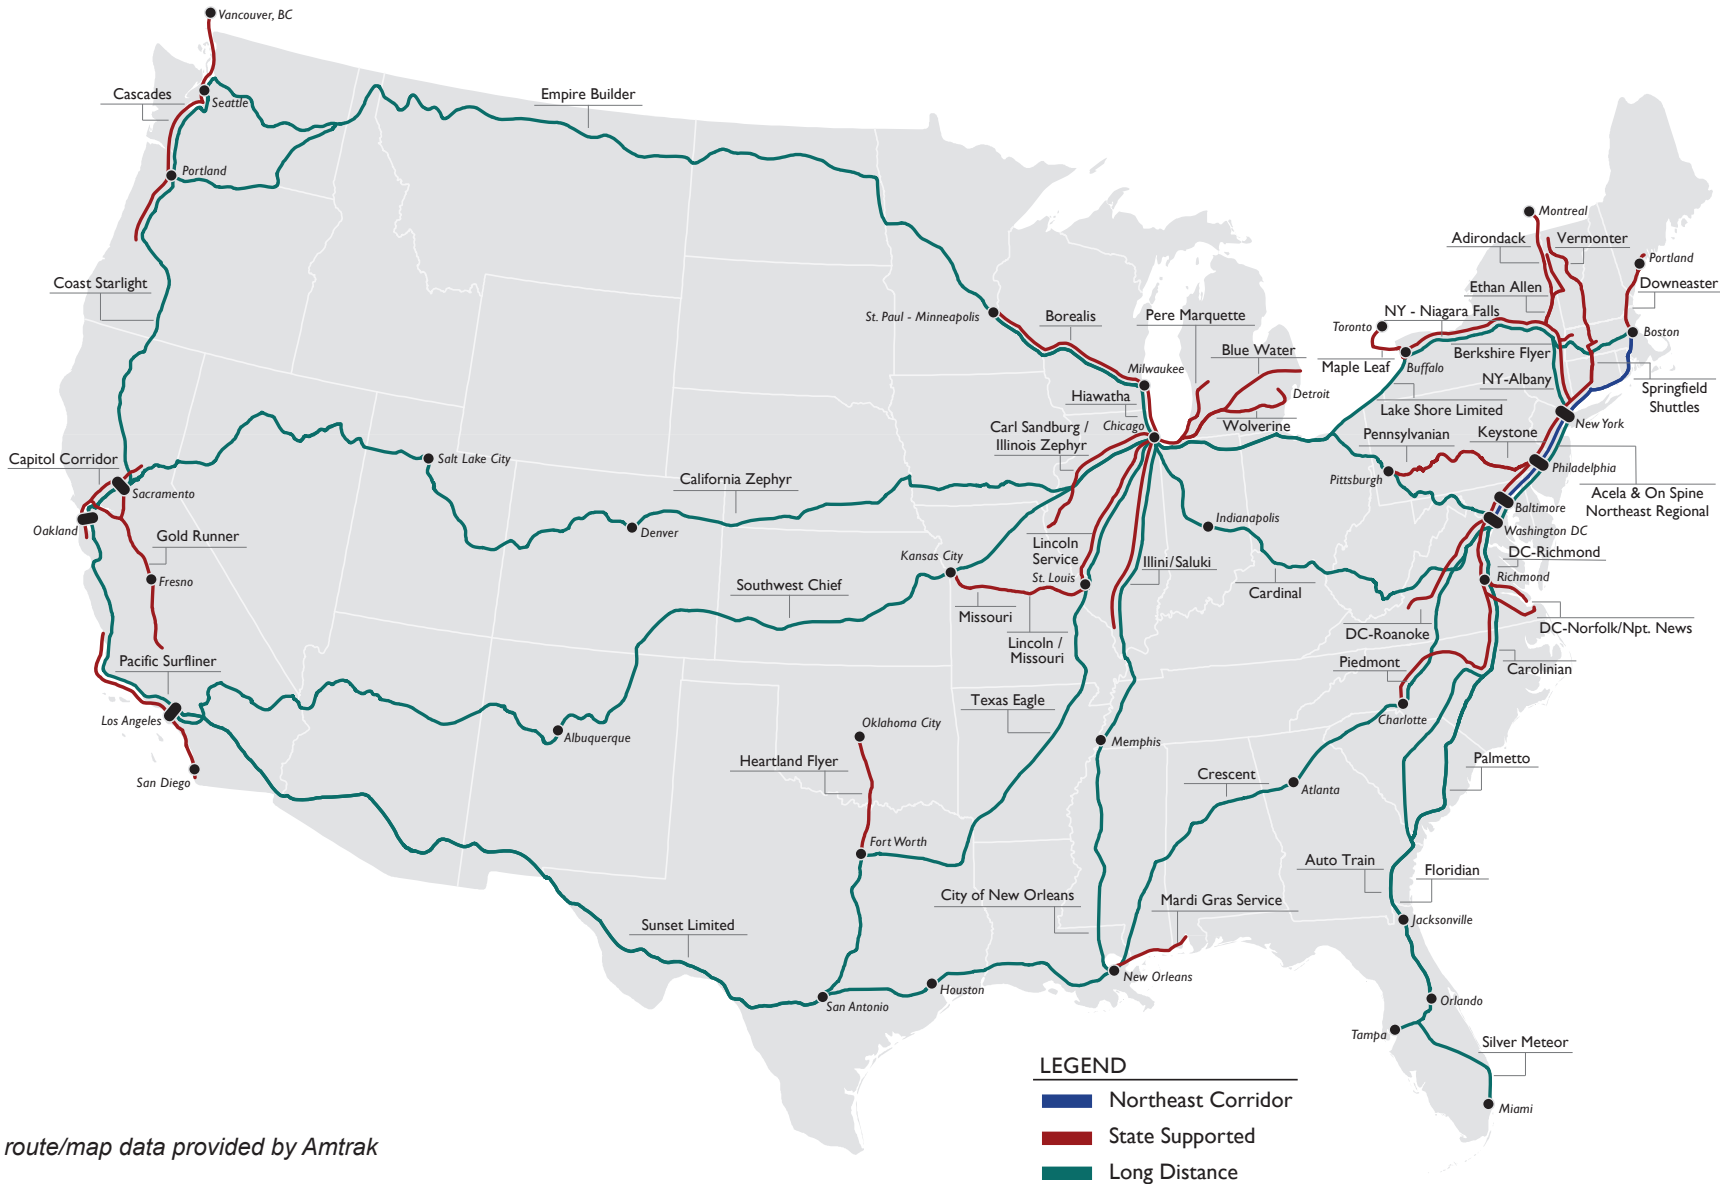 Vancouver, BC
Cascades
Seattle
Empire Builder
Portland
Montreal
Adirondack
Vermonter
Portland
Coast Starlight
Ethan Allen
Downeaster
NY - Niagara Falls
St. Paul - Minneapolis
Borealis
Pere Marquette
Toronto
Boston
Blue Water
Berkshire Flyer
Maple Leaf
Buffalo
Milwaukee
NY-Albany
Springfield
Shuttles
Hiawatha
Detroit
Lake Shore Limited
Carl Sandburg /
Illinois Zephyr
Chicago
Wolverine
New York
Pennsylvanian
Keystone
Capitol Corridor
Salt Lake City
Philadelphia
California Zephyr
Pittsburgh
Sacramento
Acela & On Spine
Northeast Regional
Baltimore
Oakland
Denver
Indianapolis
Washington DC
Gold Runner
Lincoln
Service
DC-Richmond
Kansas City
Illini/Saluki
Fresno
St. Louis
Richmond
Southwest Chief
Cardinal
Missouri
DC-Norfolk/Npt. News
Lincoln /
Missouri
DC-Roanoke
Pacific Surfliner
Piedmont
Carolinian
Texas Eagle
Los Angeles
Oklahoma City
Charlotte
Albuquerque
Memphis
Heartland Flyer
Palmetto
San Diego
Crescent
Atlanta
Fort Worth
Auto Train
Floridian
City of New Orleans
Mardi Gras Service
Sunset Limited
Jacksonville
New Orleans
Houston
San Antonio
Orlando
Tampa
Silver Meteor
LEGEND
Northeast Corridor
Miami
State Supported
route/map data provided by Amtrak
Long Distance